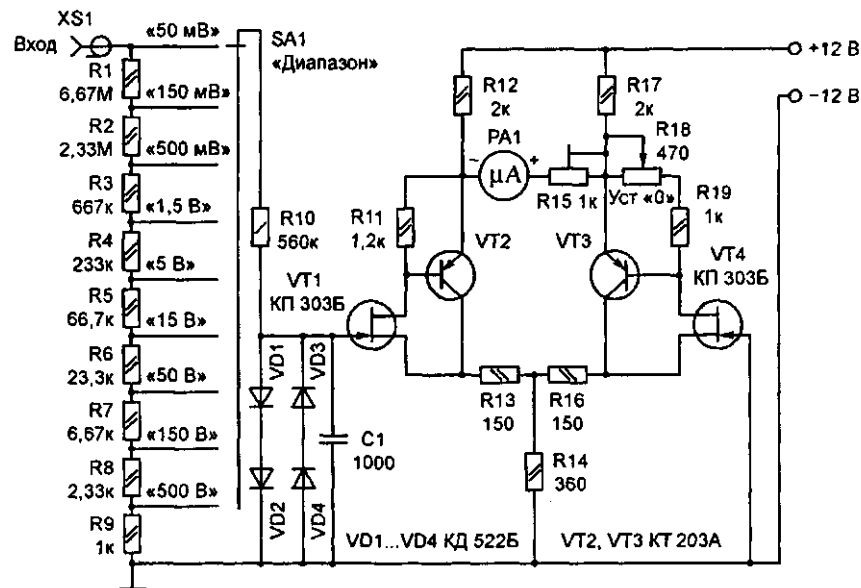 XS1
Вход
«50 мВ»
SA1
«Диапазон»
R1
6,67М
«150 мВ»
R2
2,33М
«500 мВ»
R3
667к
«1,5 В»
R4
233к
«5 В»
R5
66,7к
«15 В»
R6
23,3к
«50 В»
R7
6,67к
«150 В»
R8
2,33к
«500 В»
R9
1к
R10
560к
VD1
VD3
VD2
VD4
C1
1000
VT1
КП 303Б
R11
1,2к
VT2
R12
2к
PA1
− +
μA
R15 1к
R17
2к
R18
470
Уст «0»
R19
1к
VT3
VT4
КП 303Б
R13
150
R16
150
R14
360
+12 В
−12 В
VD1...VD4 КД 522Б
VT2, VT3 КТ 203А